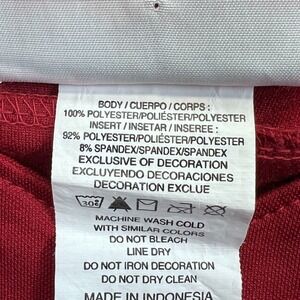 BODY / CUERPO / CORPS :
100% POLYESTER/POLIÉSTER/POLYESTER
INSERT / INSETAR / INSEREE :
92% POLYESTER/POLIÉSTER/POLYESTER
8% SPANDEX/SPANDEX/SPANDEX
EXCLUSIVE OF DECORATION
EXCLUYENDO DECORACIONES
DECORATION EXCLUE
30c
MACHINE WASH COLD
WITH SIMILAR COLORS
DO NOT BLEACH
LINE DRY
DO NOT IRON DECORATION
DO NOT DRY CLEAN
MADE IN INDONESIA